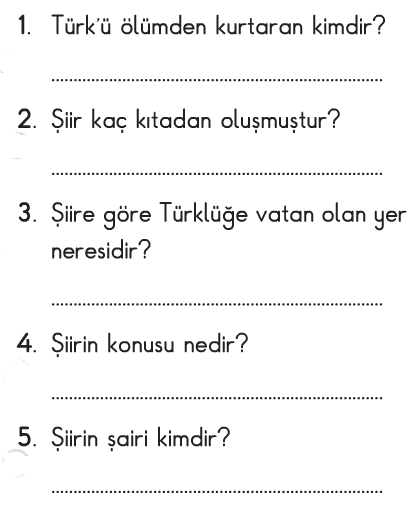 1. Türk'ü ölümden kurtaran kimdir?
...................................................................................
2. Şiir kaç kıtadan oluşmuştur?
...................................................................................
3. Şiire göre Türklüğe vatan olan yer
neresidir?
...................................................................................
4. Şiirin konusu nedir?
...................................................................................
5. Şiirin şairi kimdir?
...................................................................................